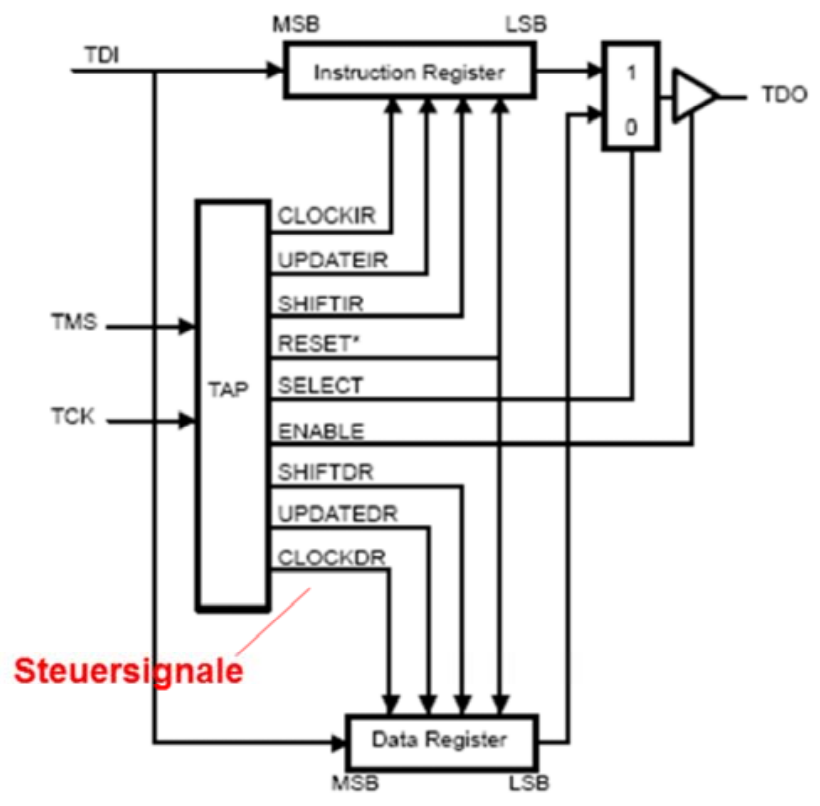 MSB LSB
TDI
Instruction Register
1
TDO
0
CLOCKIR
UPDATEIR
SHIFTIR
TMS
RESET*
TAP
SELECT
TCK
ENABLE
SHIFTDR
UPDATEDR
CLOCKDR
Steuersignale
Data Register
MSB LSB